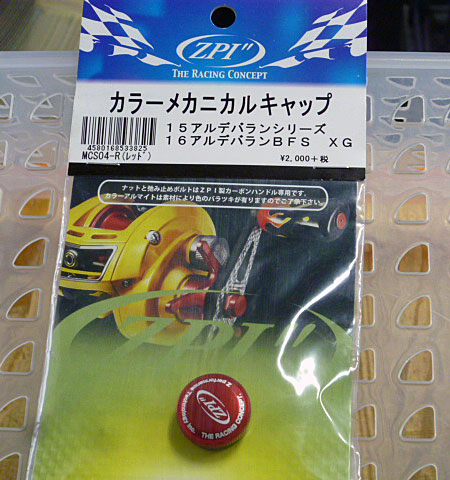 ZPI"
THE RACING CONCEPT
カラーメカニカルキャップ
15アルデバランシリーズ
16アルデバランBFS XG
4580168533825
MCS04-R(レッド)
¥2,000+税
ナットと弛み止めボルトはZPI製カーボンハンドル専用です。
カラーアルマイトは素材により色のバラツキが有りますのでご了承下さい。
ZPI"
ZPI"
THE RACING CONCEPT
Z Performance Technology Inc.